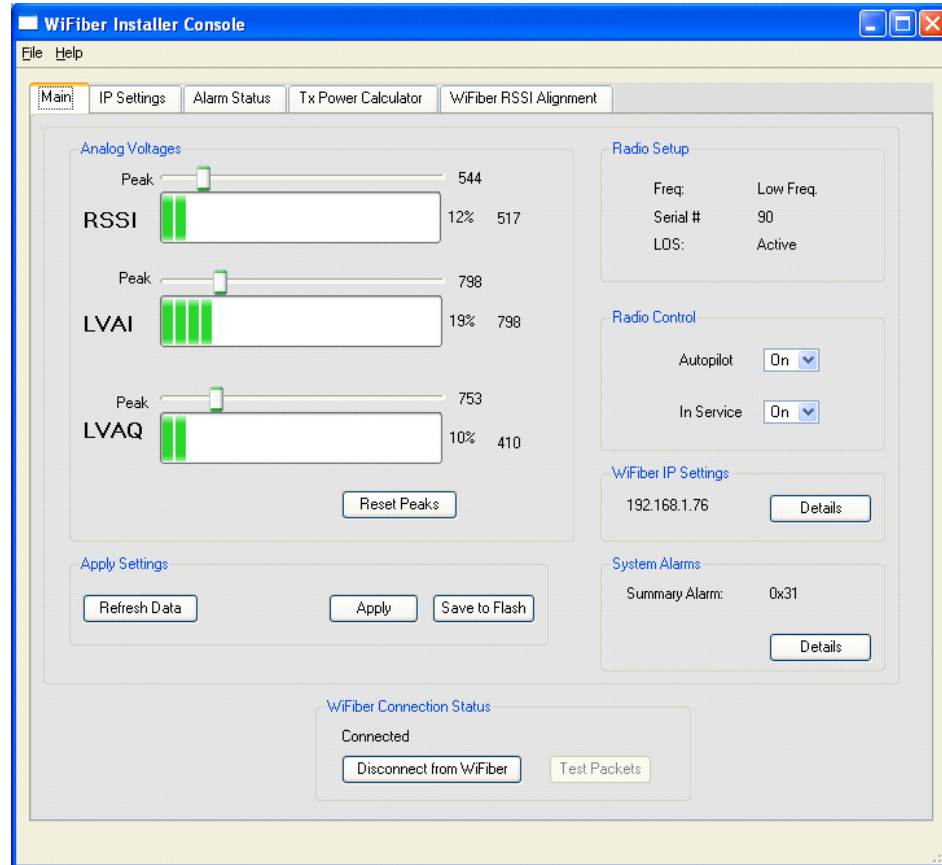 WiFiber Installer Console
File Help
Main IP Settings Alarm Status Tx Power Calculator WiFiber RSSI Alignment
Analog Voltages
Peak 544
RSSI 12% 517
Peak 798
LVAI 19% 798
Peak 753
LVAQ 10% 410
Reset Peaks
Radio Setup
Freq: Low Freq.
Serial # 90
LOS: Active
Radio Control
Autopilot On
In Service On
WiFiber IP Settings
192.168.1.76 Details
Apply Settings
Refresh Data Apply Save to Flash
System Alarms
Summary Alarm: 0x31
Details
WiFiber Connection Status
Connected
Disconnect from WiFiber Test Packets